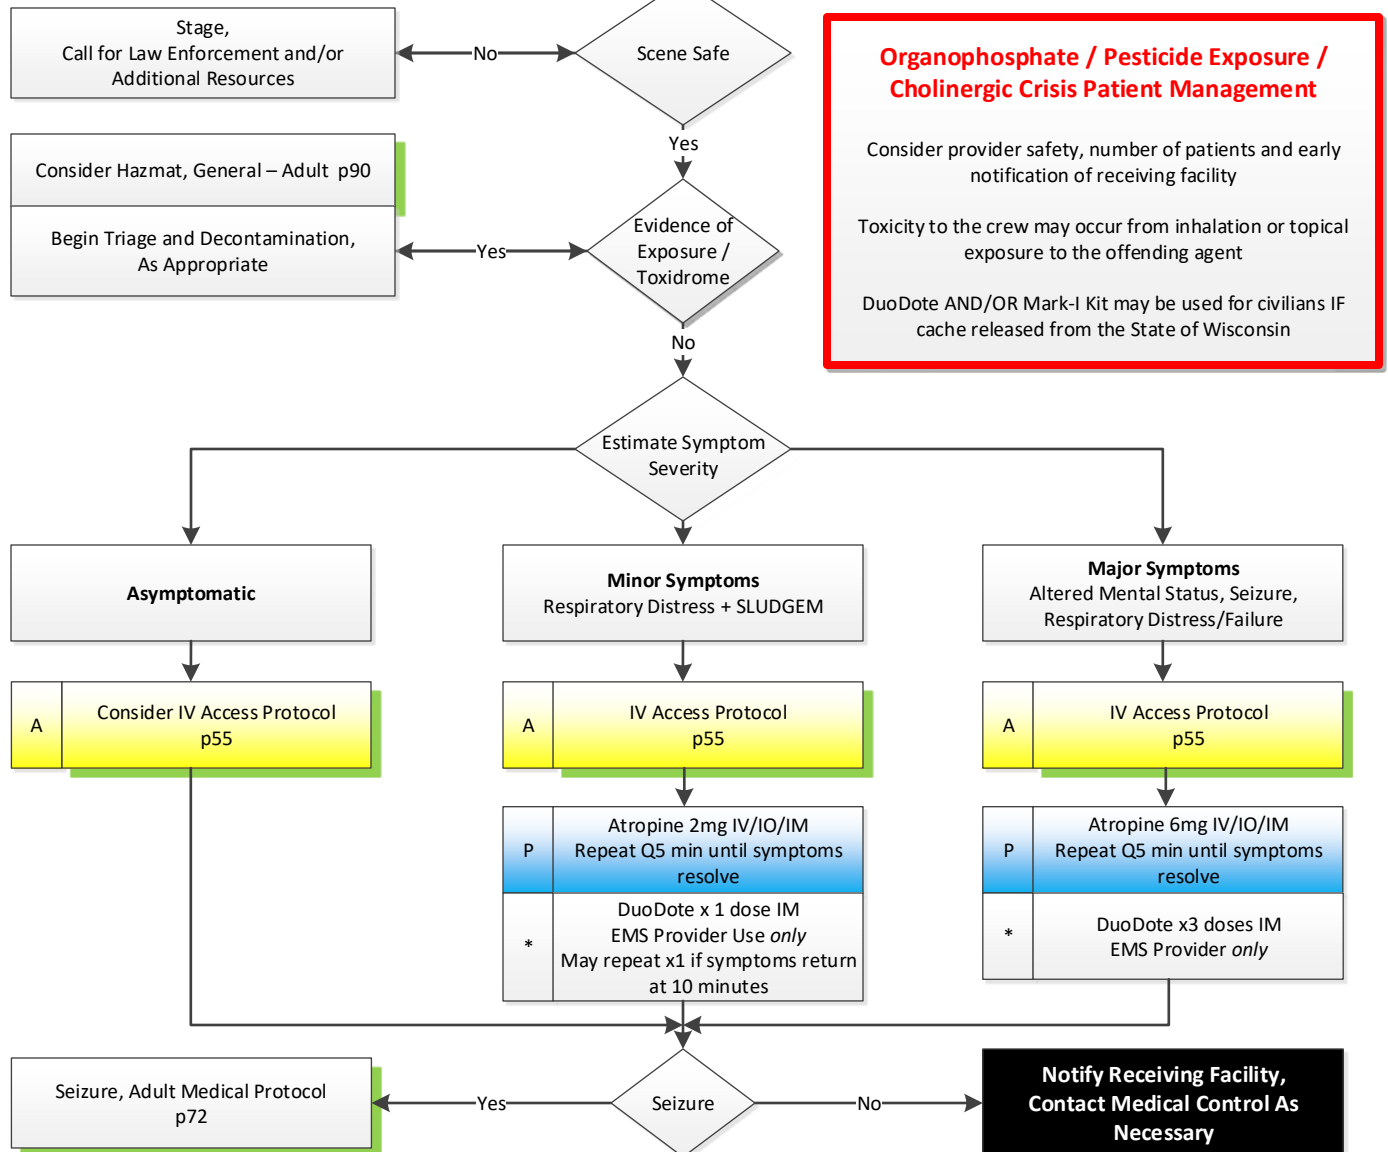 Stage,
Call for Law Enforcement and/or
Additional Resources
No
Scene Safe
Organophosphate / Pesticide Exposure /
Cholinergic Crisis Patient Management
Consider provider safety, number of patients and early
notification of receiving facility
Toxicity to the crew may occur from inhalation or topical
exposure to the offending agent
DuoDote AND/OR Mark-I Kit may be used for civilians IF
cache released from the State of Wisconsin
Yes
Consider Hazmat, General – Adult p90
Begin Triage and Decontamination,
As Appropriate
Yes
Evidence of
Exposure /
Toxidrome
No
Estimate Symptom
Severity
Asymptomatic
Minor Symptoms
Respiratory Distress + SLUDGEM
Major Symptoms
Altered Mental Status, Seizure,
Respiratory Distress/Failure
A
Consider IV Access Protocol
p55
A
IV Access Protocol
p55
A
IV Access Protocol
p55
P
Atropine 2mg IV/IO/IM
Repeat Q5 min until symptoms
resolve
*
DuoDote x 1 dose IM
EMS Provider Use only
May repeat x1 if symptoms return
at 10 minutes
P
Atropine 6mg IV/IO/IM
Repeat Q5 min until symptoms
resolve
*
DuoDote x3 doses IM
EMS Provider only
Seizure, Adult Medical Protocol
p72
Yes
Seizure
No
Notify Receiving Facility,
Contact Medical Control As
Necessary